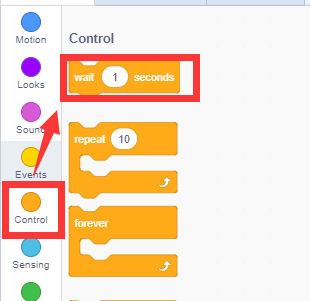 Control
Motion
wait 1 seconds
Looks
Sound
repeat 10
Events
Control
forever
Sensing